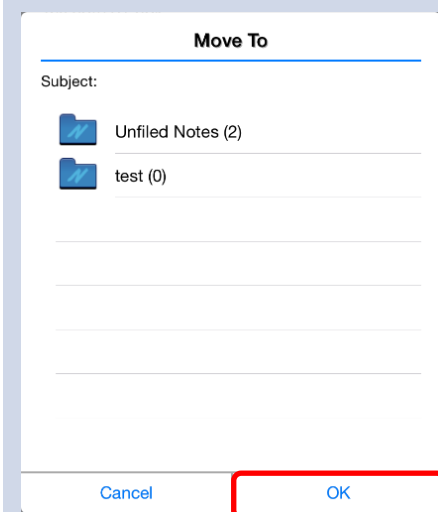 Move To
Subject:
Unfiled Notes (2)
test (0)
Cancel OK